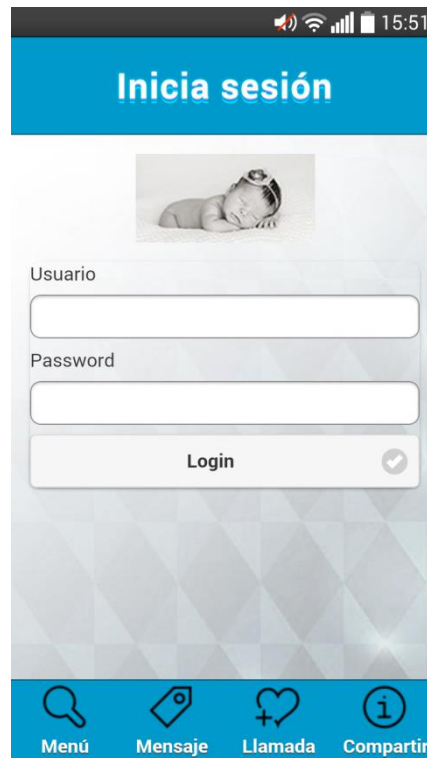 15:51
Inicia sesión
Usuario
Password
Login
Menú Mensaje Llamada Compartir